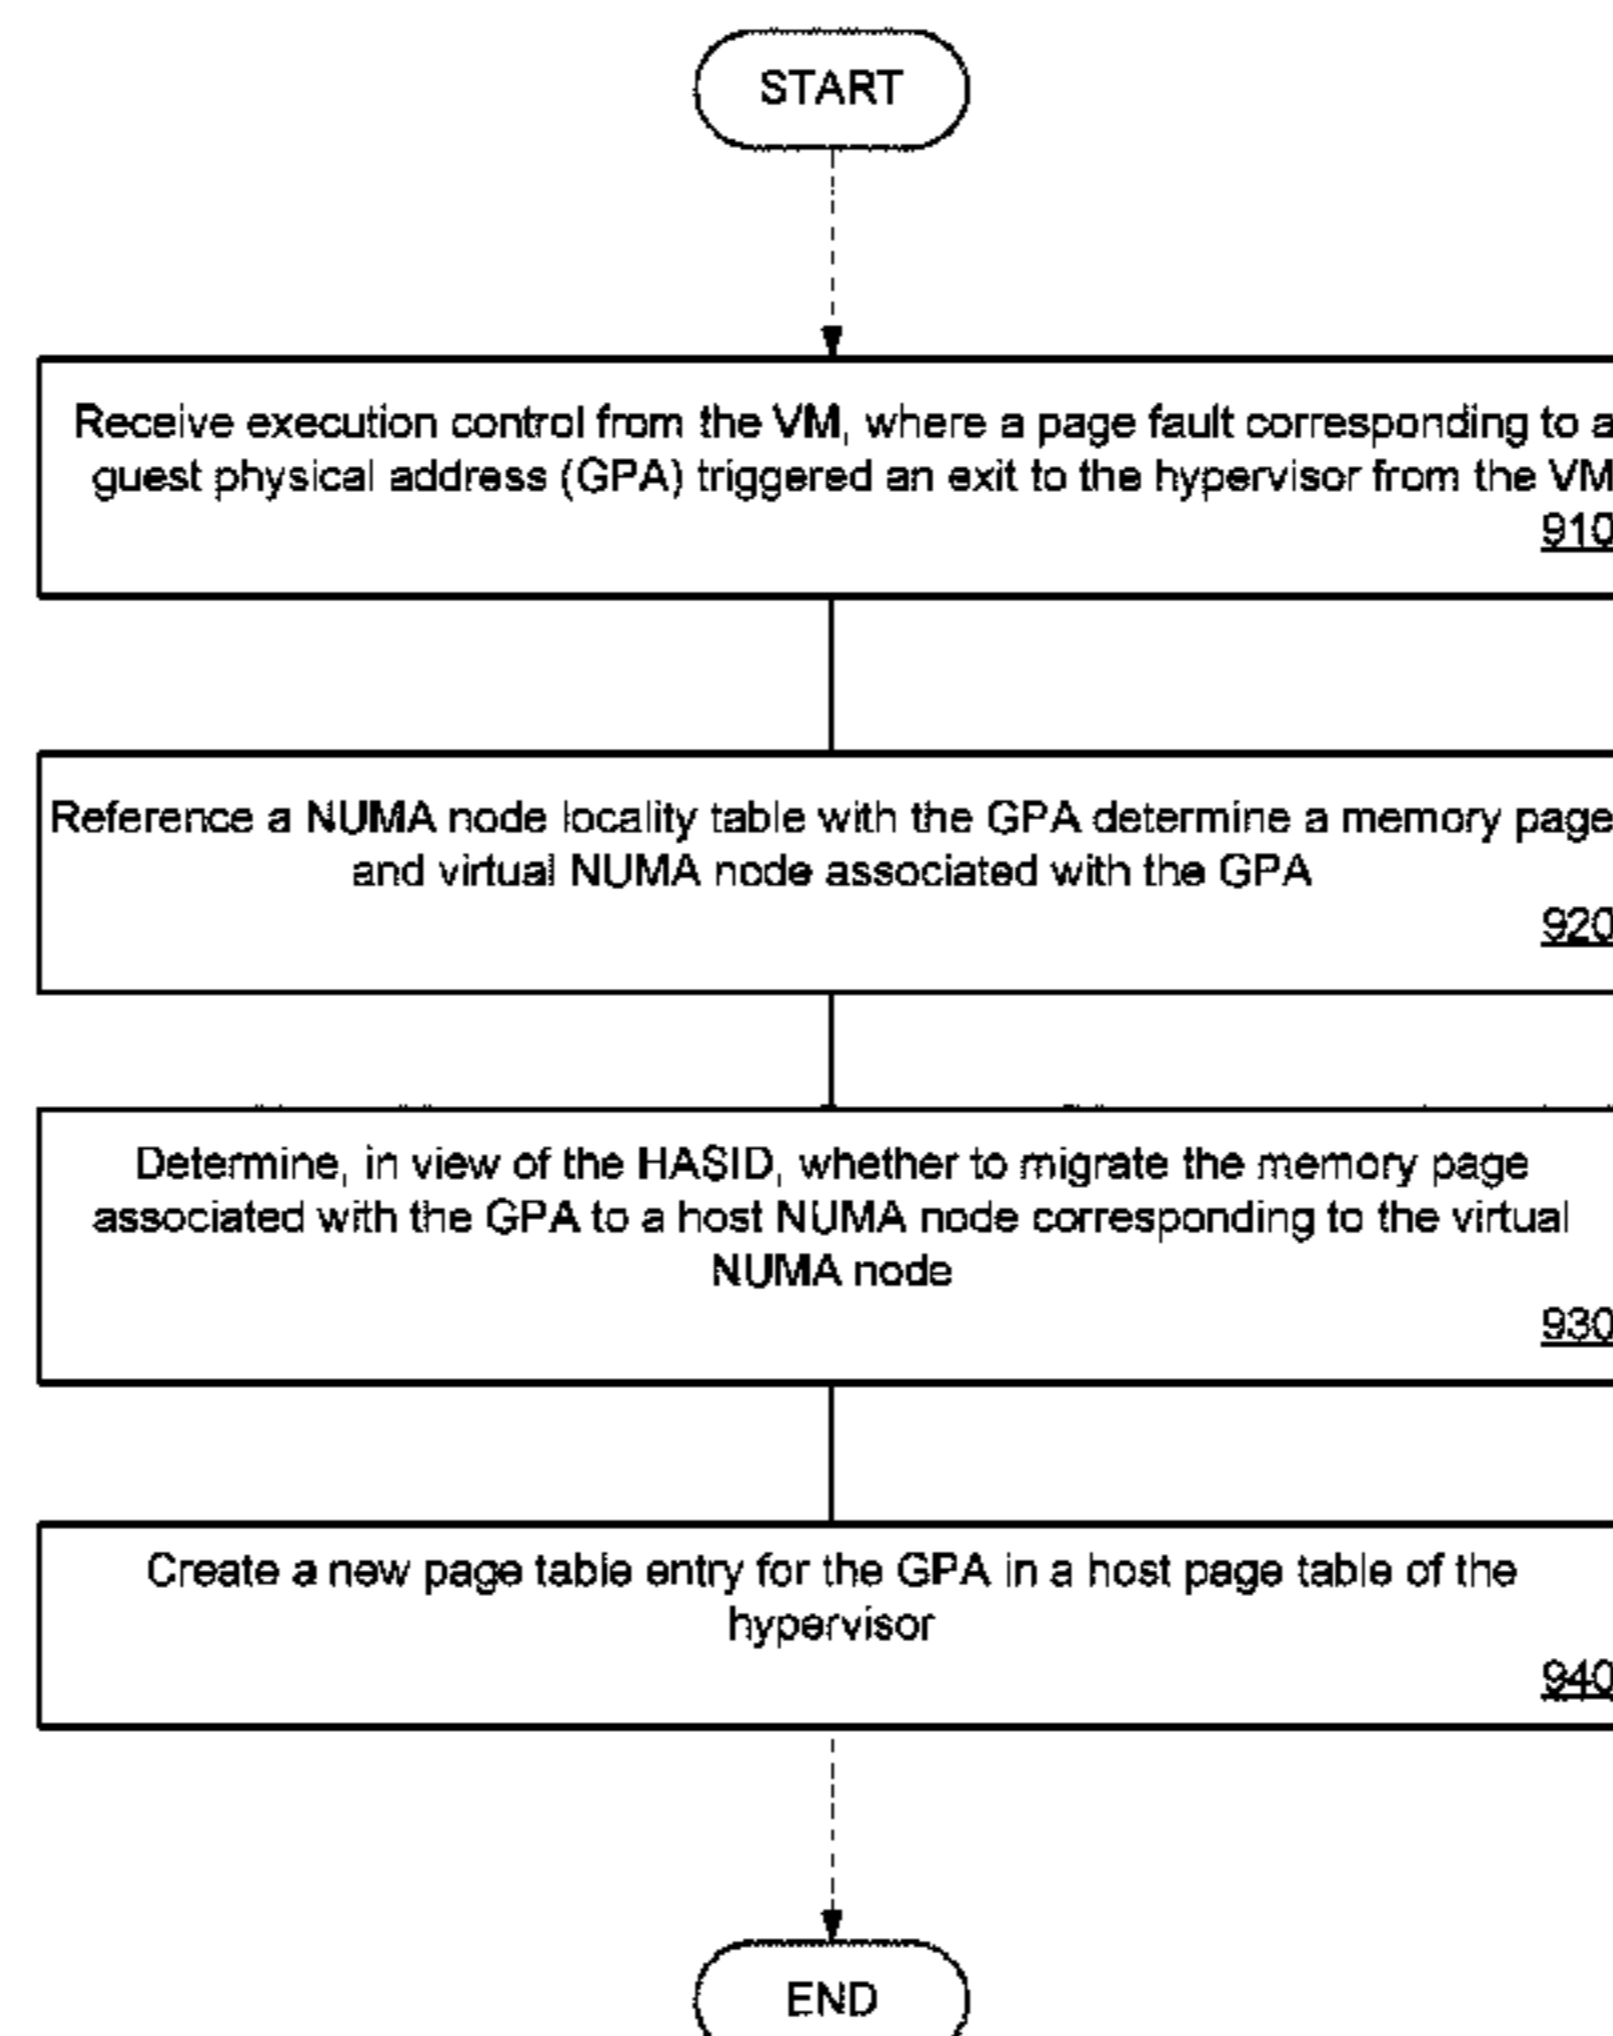 START
Receive execution control from the VM, where a page fault corresponding to a
guest physical address (GPA) triggered an exit to the hypervisor from the VM
910
Reference a NUMA node locality table with the GPA determine a memory page
and virtual NUMA node associated with the GPA
920
Determine, in view of the HASID, whether to migrate the memory page
associated with the GPA to a host NUMA node corresponding to the virtual
NUMA node
930
Create a new page table entry for the GPA in a host page table of the
hypervisor
940
END